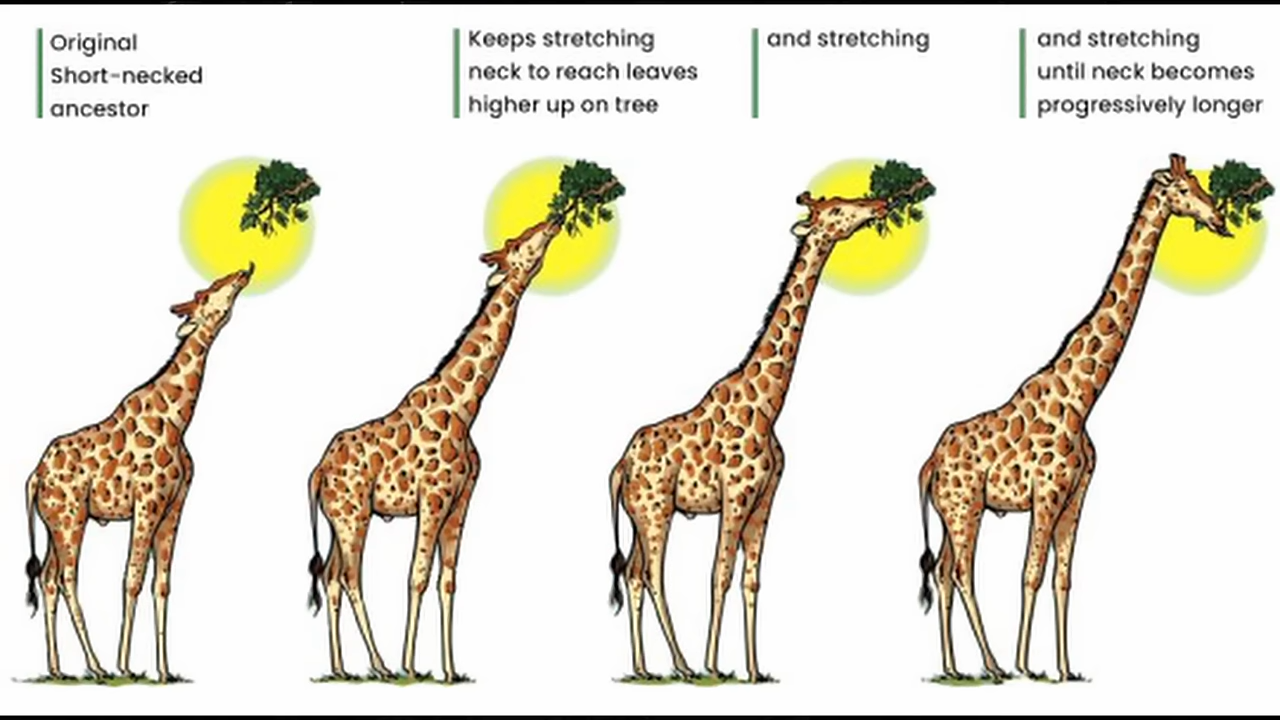 Original
Short-necked
ancestor
Keeps stretching
neck to reach leaves
higher up on tree
and stretching
and stretching
until neck becomes
progressively longer